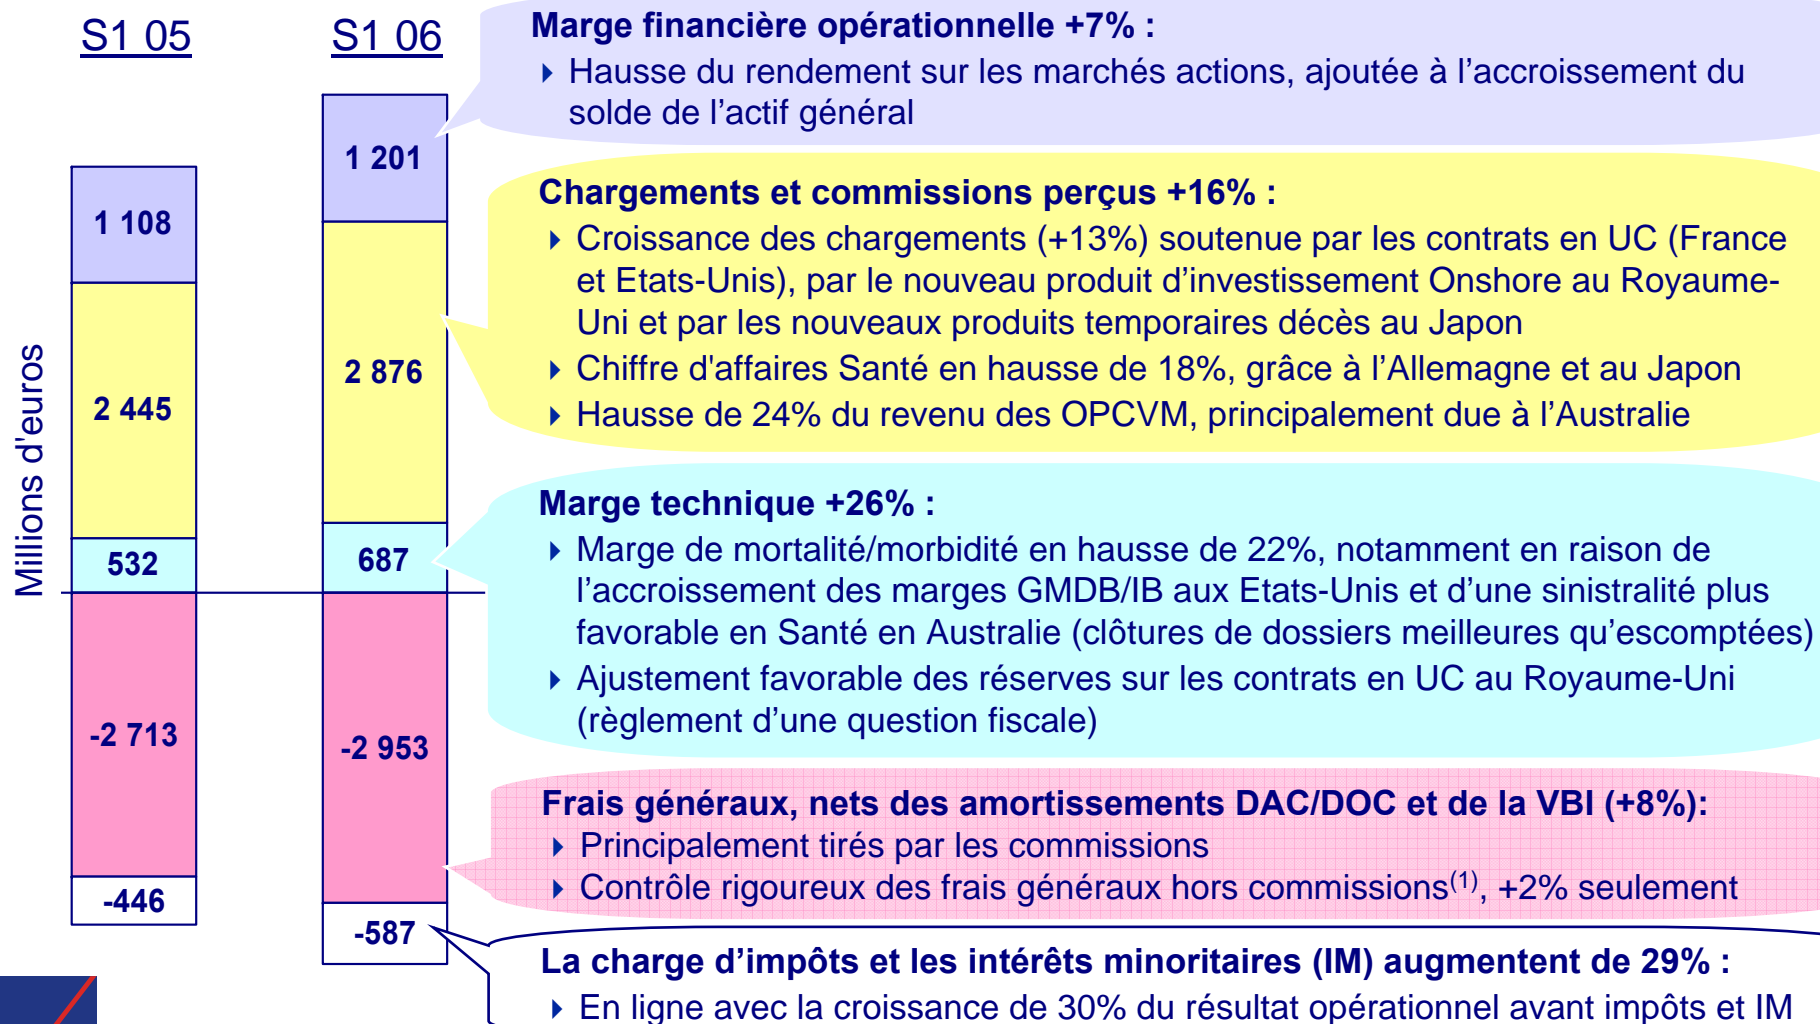 S1 05
S1 06
Millions d'euros
1 108
2 445
532
-2 713
-446
1 201
2 876
687
-2 953
-587
Marge financière opérationnelle +7% :
Hausse du rendement sur les marchés actions, ajoutée à l’accroissement du
solde de l’actif général
Chargements et commissions perçus +16% :
Croissance des chargements (+13%) soutenue par les contrats en UC (France
et Etats-Unis), par le nouveau produit d’investissement Onshore au Royaume-
Uni et par les nouveaux produits temporaires décès au Japon
Chiffre d'affaires Santé en hausse de 18%, grâce à l’Allemagne et au Japon
Hausse de 24% du revenu des OPCVM, principalement due à l’Australie
Marge technique +26% :
Marge de mortalité/morbidité en hausse de 22%, notamment en raison de
l’accroissement des marges GMDB/IB aux Etats-Unis et d’une sinistralité plus
favorable en Santé en Australie (clôtures de dossiers meilleures qu’escomptées)
Ajustement favorable des réserves sur les contrats en UC au Royaume-Uni
(règlement d’une question fiscale)
Frais généraux, nets des amortissements DAC/DOC et de la VBI (+8%):
Principalement tirés par les commissions
Contrôle rigoureux des frais généraux hors commissions(1), +2% seulement
La charge d’impôts et les intérêts minoritaires (IM) augmentent de 29% :
En ligne avec la croissance de 30% du résultat opérationnel avant impôts et IM